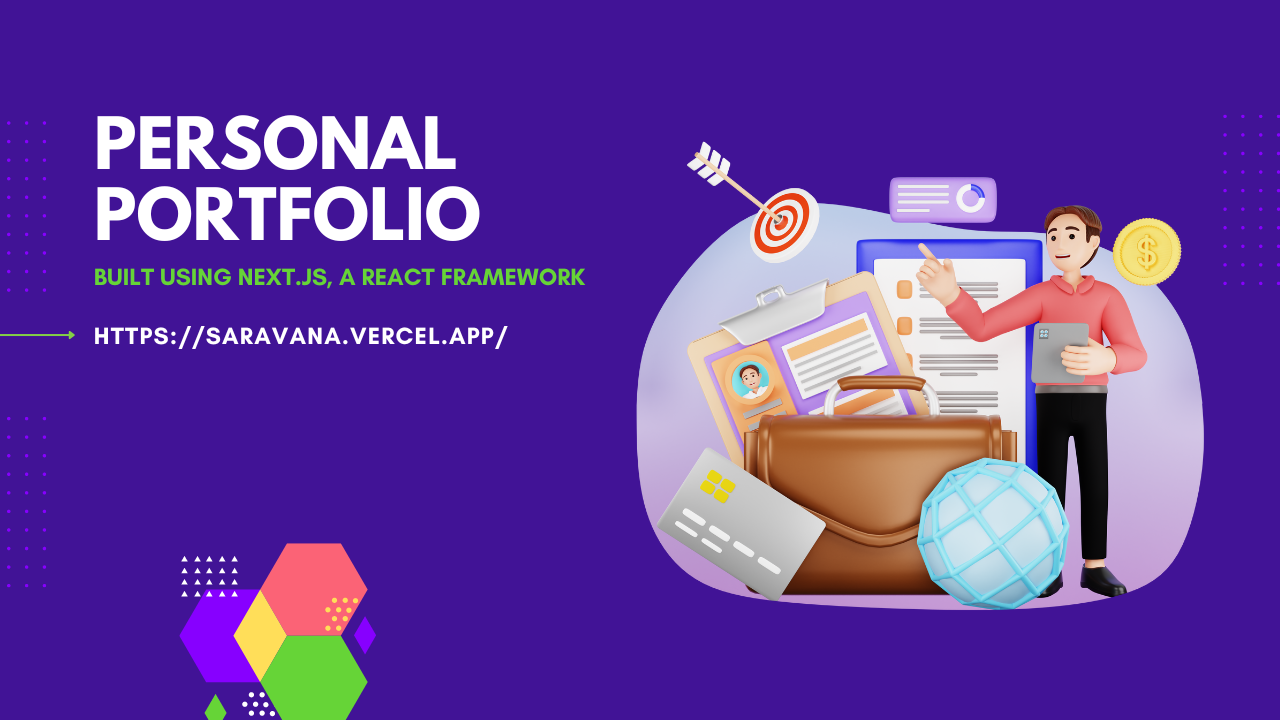 PERSONAL
PORTFOLIO
BUILT USING NEXT.JS, A REACT FRAMEWORK
HTTPS://SARAVANA.VERCEL.APP/
$